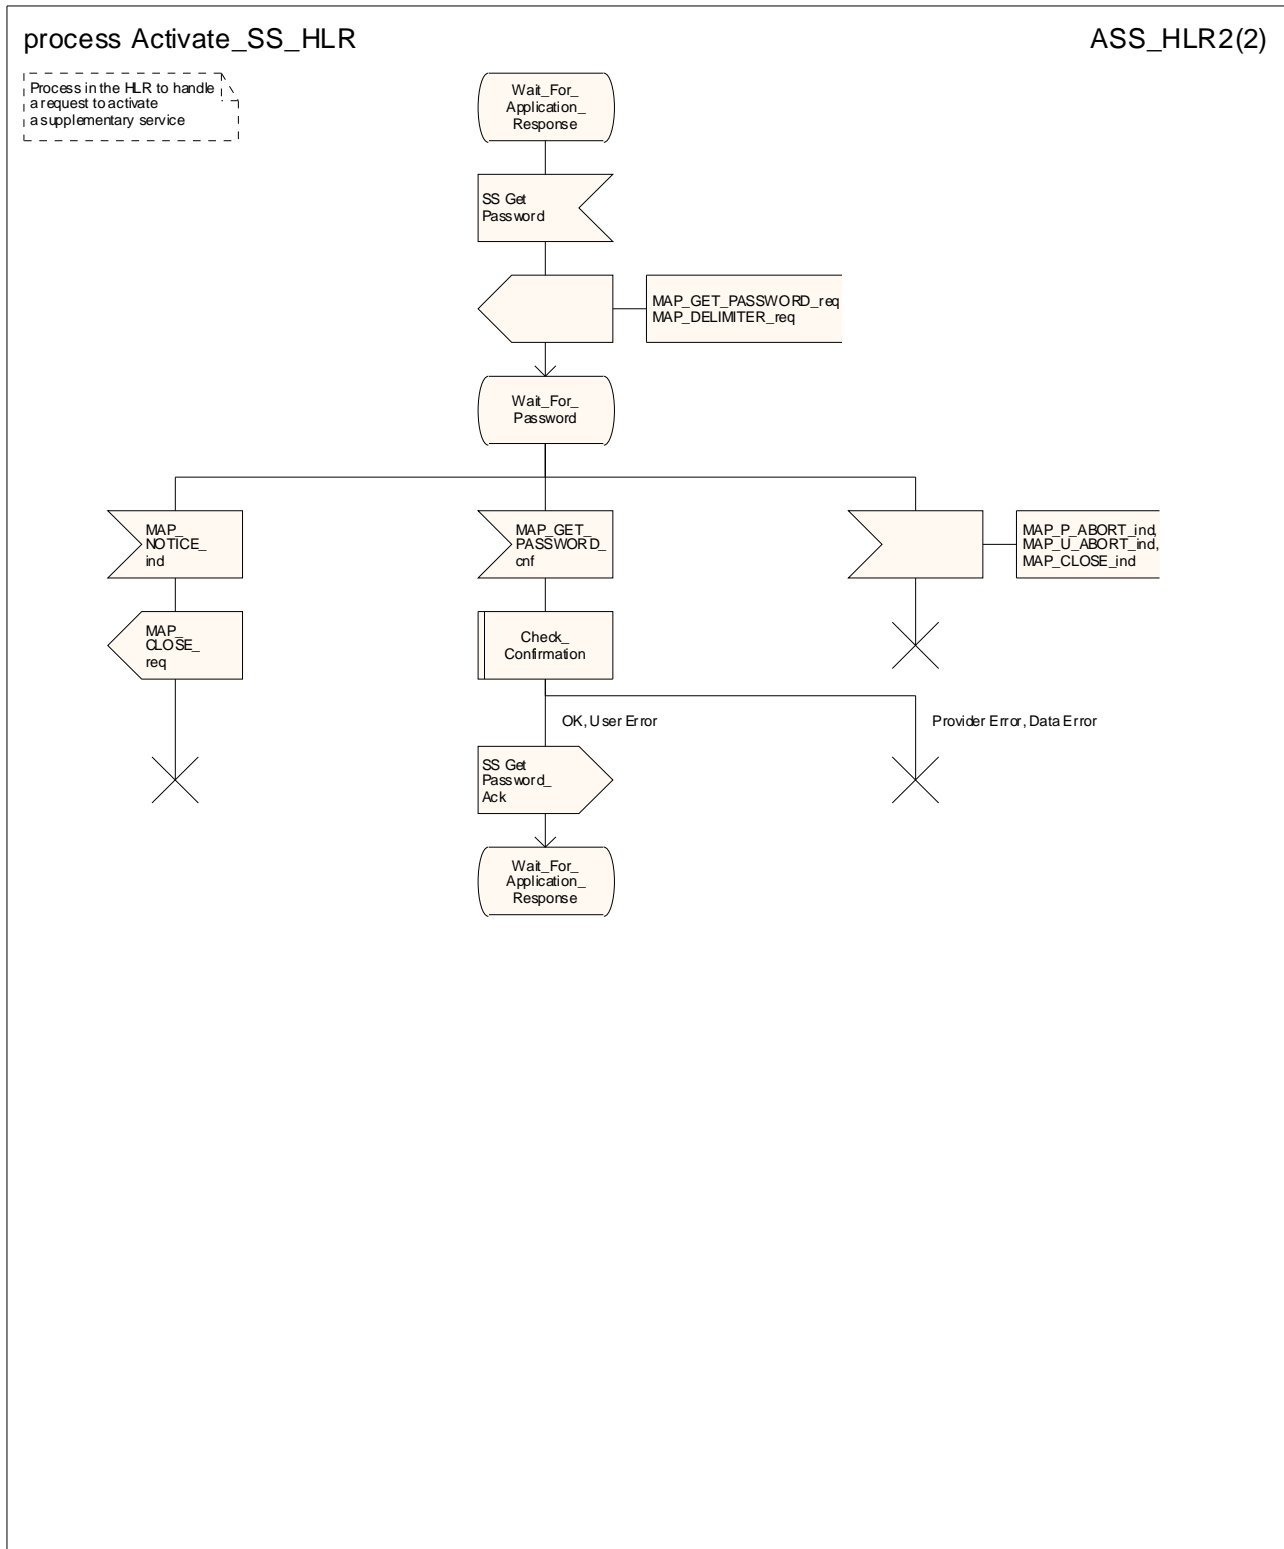 process Activate_SS_HLR
ASS_HLR2(2)
Process in the HLR to handle
a request to activate
a supplementary service
Wait_For_
Application_
Response
SS Get
Password
MAP_GET_PASSWORD_req
MAP_DELIMITER_req
Wait_For_
Password
MAP_
NOTICE_
ind
MAP_GET_
PASSWORD_
cnf
MAP_P_ABORT_ind,
MAP_U_ABORT_ind,
MAP_CLOSE_ind
MAP_
CLOSE_
req
Check_
Confirmation
OK, User Error
Provider Error, Data Error
SS Get
Password_
Ack
Wait_For_
Application_
Response